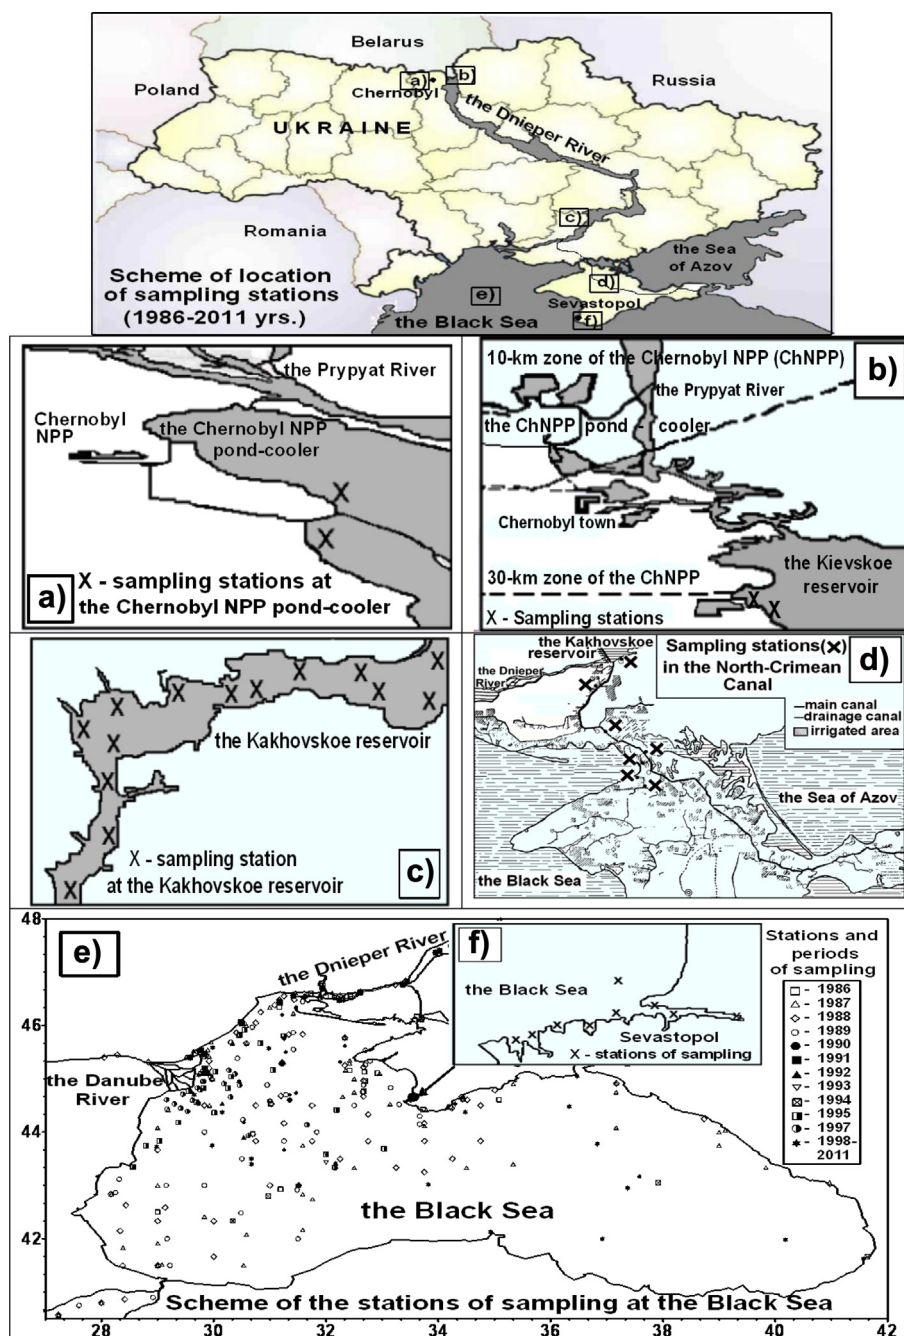 Belarus
Poland
a)
b)
Chernobyl
Russia
UKRAINE
the Dnieper River
c)
Romania
the Sea
of Azov
Scheme of location
of sampling stations
(1986-2011 yrs.)
d)
e)
Sevastopol
the Black Sea
f)
the Prypyat River
Chernobyl
NPP
the Chernobyl NPP
pond-cooler
X
X
a)
X - sampling stations at
the Chernobyl NPP pond-cooler
10-km zone of the Chernobyl NPP (ChNPP)
b)
the Prypyat River
the ChNPP pond - cooler
Chernobyl town
the Kievskoe
reservoir
30-km zone of the ChNPP
X X
X - Sampling stations
X X X X X X X X X X X X X X X
the Kakhovskoe reservoir
X - sampling station
at the Kakhovskoe reservoir
c)
the Kakhovskoe
reservoir
Sampling stations(X)
in the North-Crimean
Canal
d)
the Dnieper
River
main canal
drainage canal
irrigated area
the Sea of Azov
the Black Sea
e)
the Dnieper River
f)
the Black Sea
Sevastopol
X - stations of sampling
Stations and
periods
of sampling
- 1986
- 1987
- 1988
- 1989
- 1990
- 1991
- 1992
- 1993
- 1994
- 1995
- 1997
- 1998-
2011
the Danube
River
the Black Sea
Scheme of the stations of sampling at the Black Sea
48
46
44
42
28 30 32 34 36 38 40 42